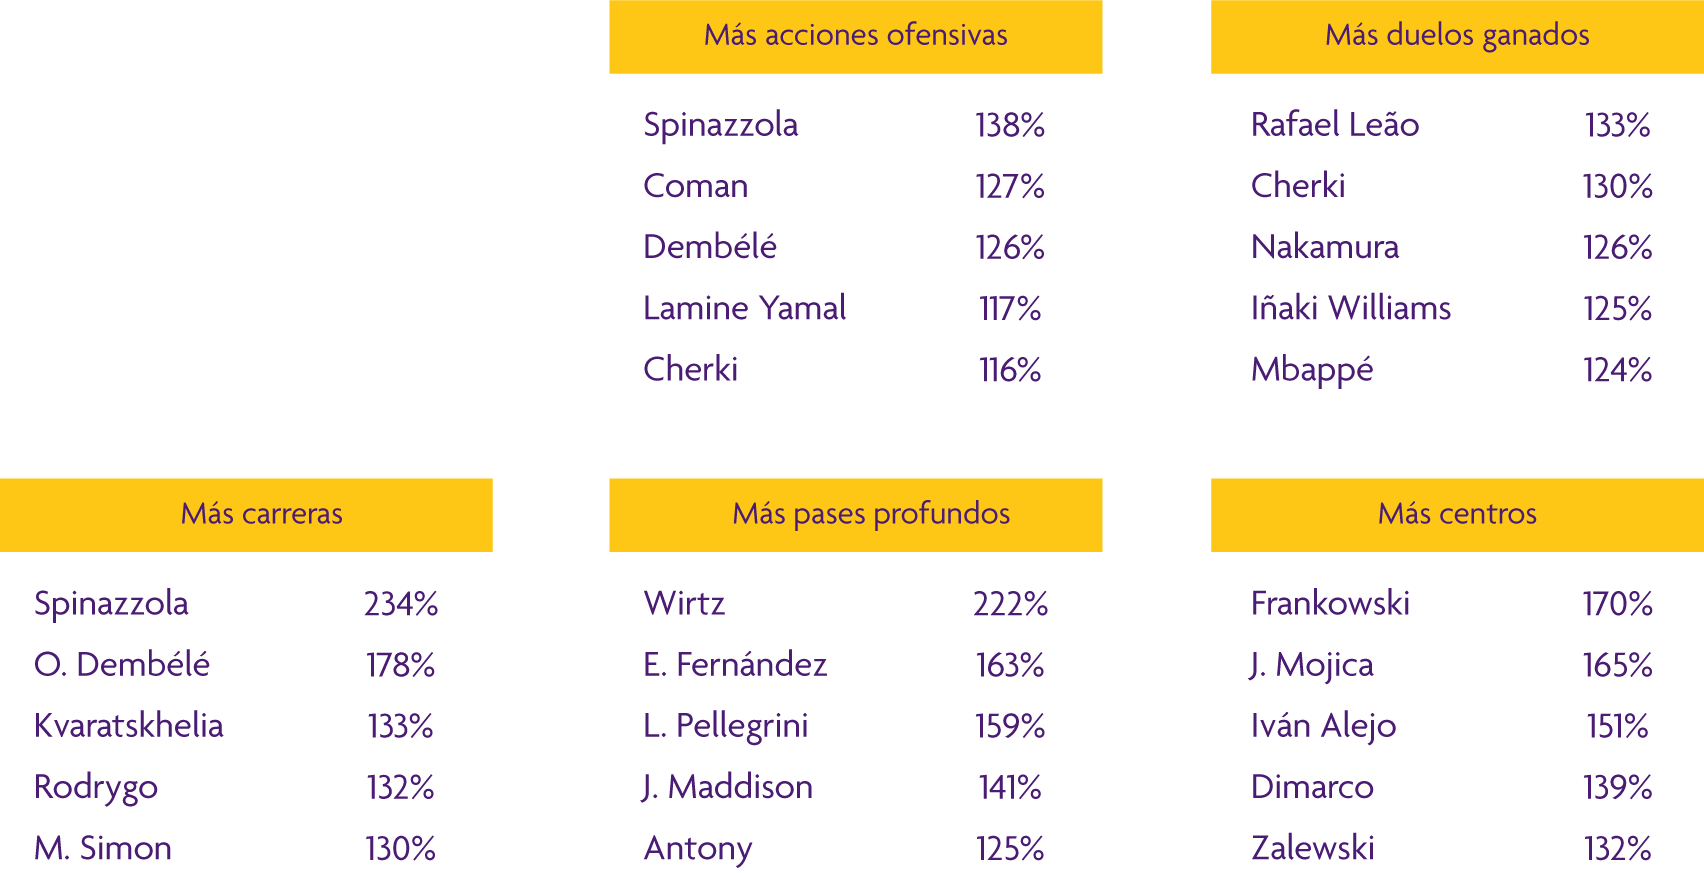 Más acciones ofensivas
Spinazzola 138%
Coman 127%
Dembélé 126%
Lamine Yamal 117%
Cherki 116%
Más duelos ganados
Rafael Leão 133%
Cherki 130%
Nakamura 126%
Iñaki Williams 125%
Mbappé 124%
Más carreras
Spinazzola 234%
O. Dembélé 178%
Kvaratskhelia 133%
Rodrygo 132%
M. Simon 130%
Más pases profundos
Wirtz 222%
E. Fernández 163%
L. Pellegrini 159%
J. Maddison 141%
Antony 125%
Más centros
Frankowski 170%
J. Mojica 165%
Iván Alejo 151%
Dimarco 139%
Zalewski 132%